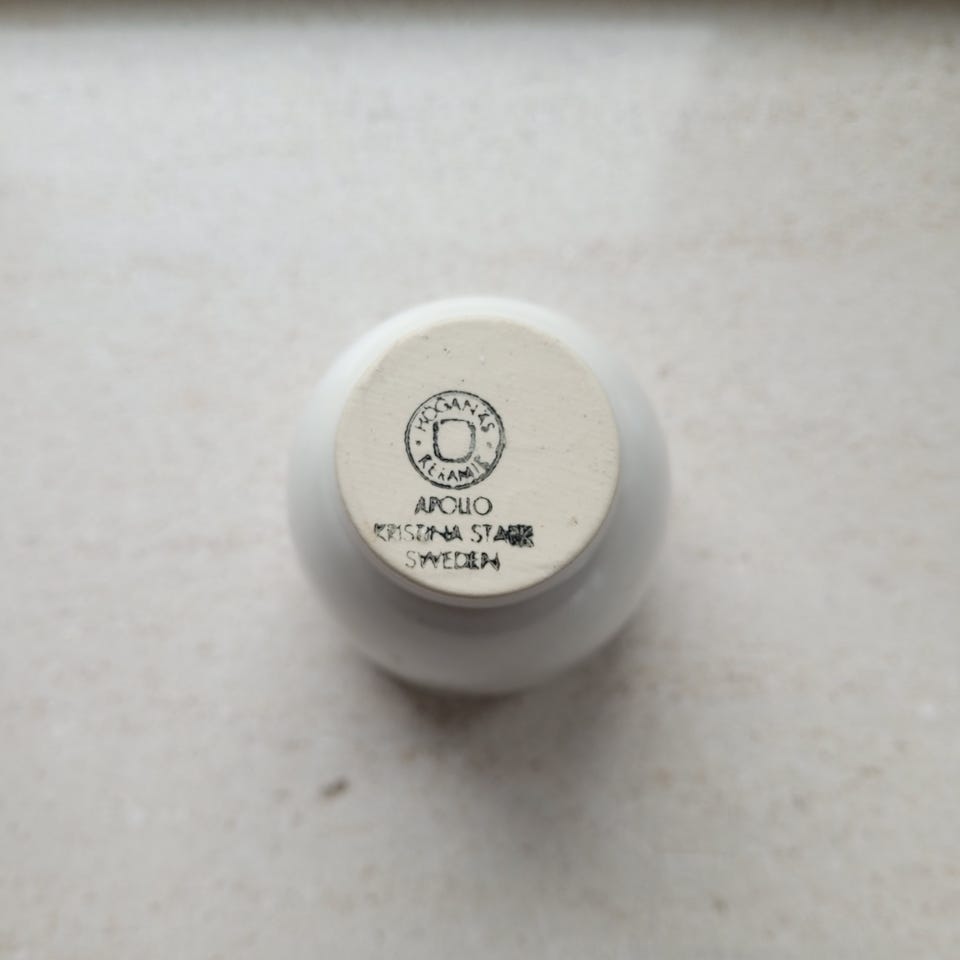 HÖGANÄS
KERAMIK
APOLLO
KRISTINA STARK
SWEDEN